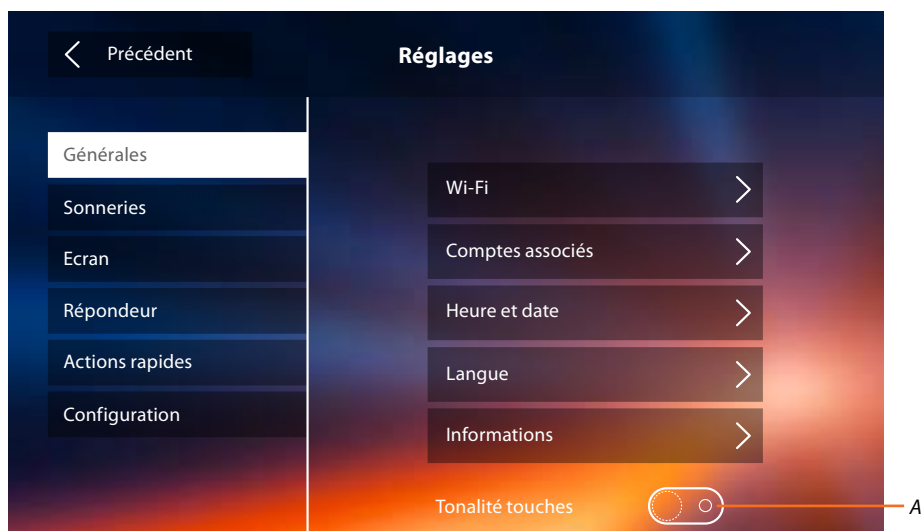 Précédent
Réglages
Générales
Sonneries
Ecran
Répondeur
Actions rapides
Configuration
Wi-Fi
Comptes associés
Heure et date
Langue
Informations
Tonalité touches
A